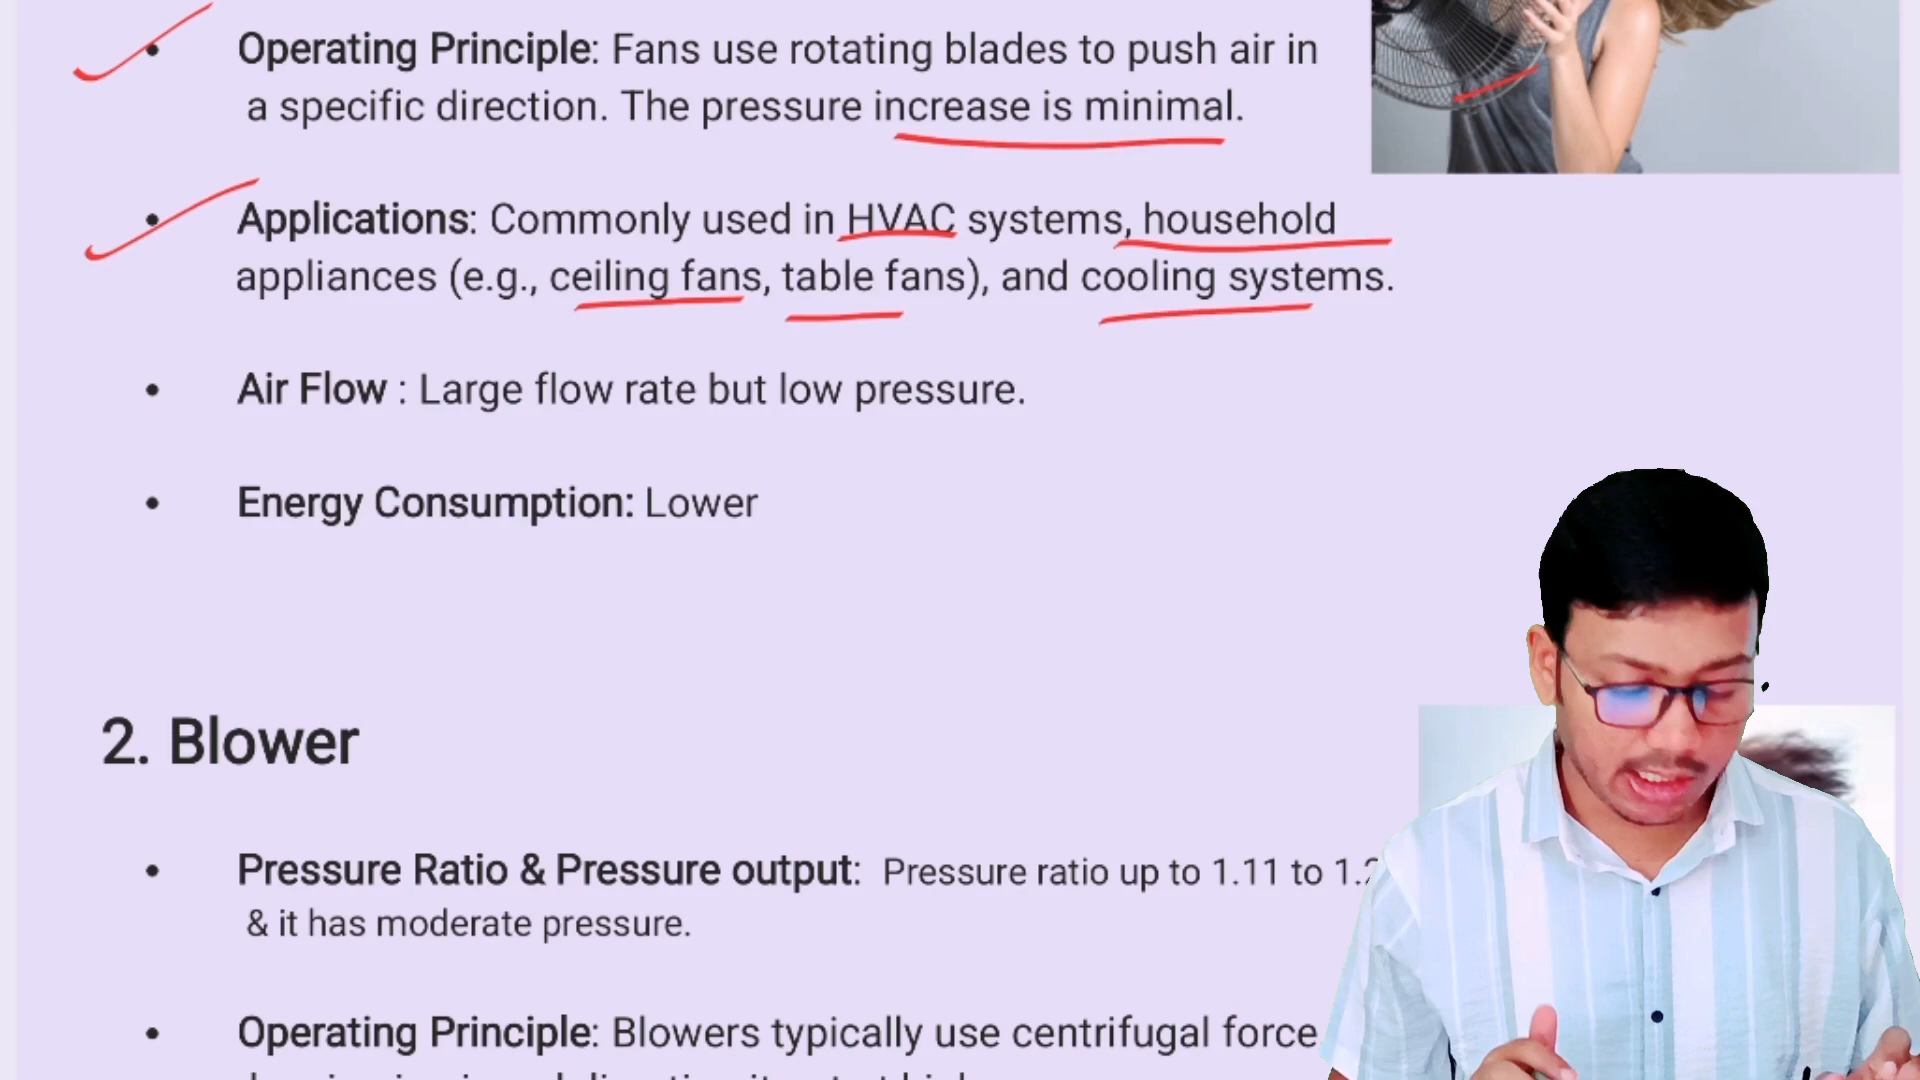 • Operating Principle: Fans use rotating blades to push air in
a specific direction. The pressure increase is minimal.
• Applications: Commonly used in HVAC systems, household
appliances (e.g., ceiling fans, table fans), and cooling systems.
• Air Flow : Large flow rate but low pressure.
• Energy Consumption: Lower
2. Blower
• Pressure Ratio & Pressure output: Pressure ratio up to 1.11 to
& it has moderate pressure.
• Operating Principle: Blowers typically use centrifugal force